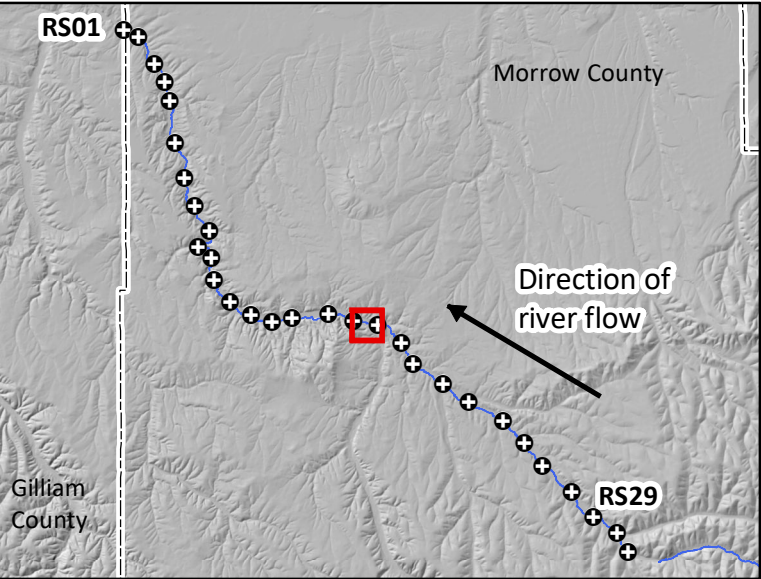 RS01
Morrow County
Direction of
river flow
Gilliam
County
RS29